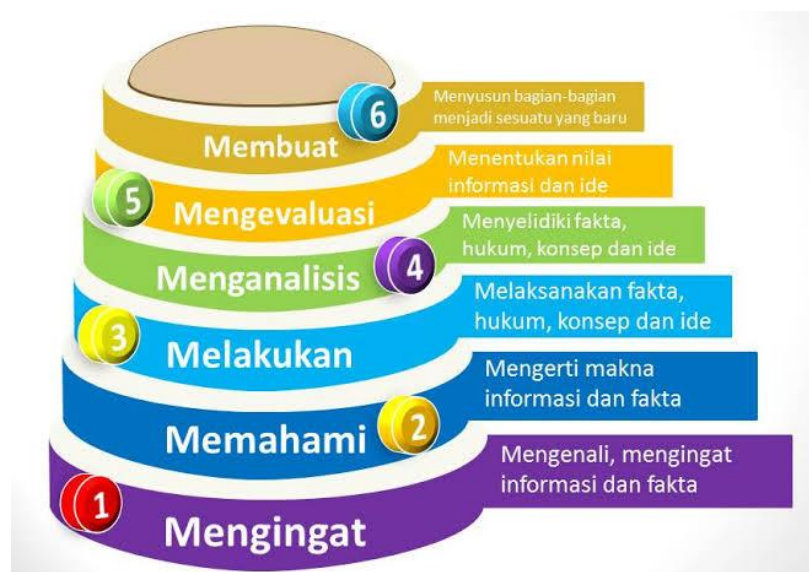 6
Membuat
Menyusun bagian-bagian
menjadi sesuatu yang baru
5
Mengevaluasi
Menentukan nilai
informasi dan ide
Menganalisis
4
Menyelidiki fakta,
hukum, konsep dan ide
3
Melakukan
Melaksanakan fakta,
hukum, konsep dan ide
Memahami
2
Mengerti makna
informasi dan fakta
1
Mengingat
Mengenali, mengingat
informasi dan fakta